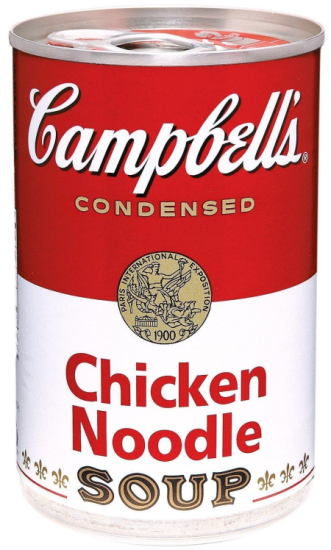 Campbell's®
CONDENSED
PARIS INTERNATIONAL EXPOSITION
1900
Chicken
Noodle
SOUP